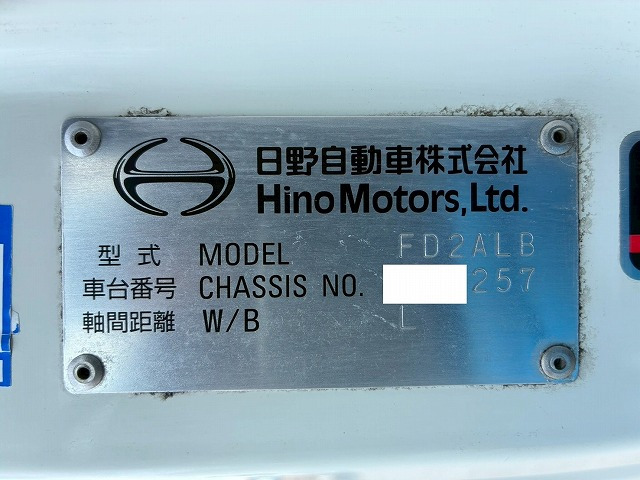 日野自動車株式会社
Hino Motors, Ltd.
型式 MODEL FD2ALB
車台番号 CHASSIS NO. 257
軸間距離 W/B L